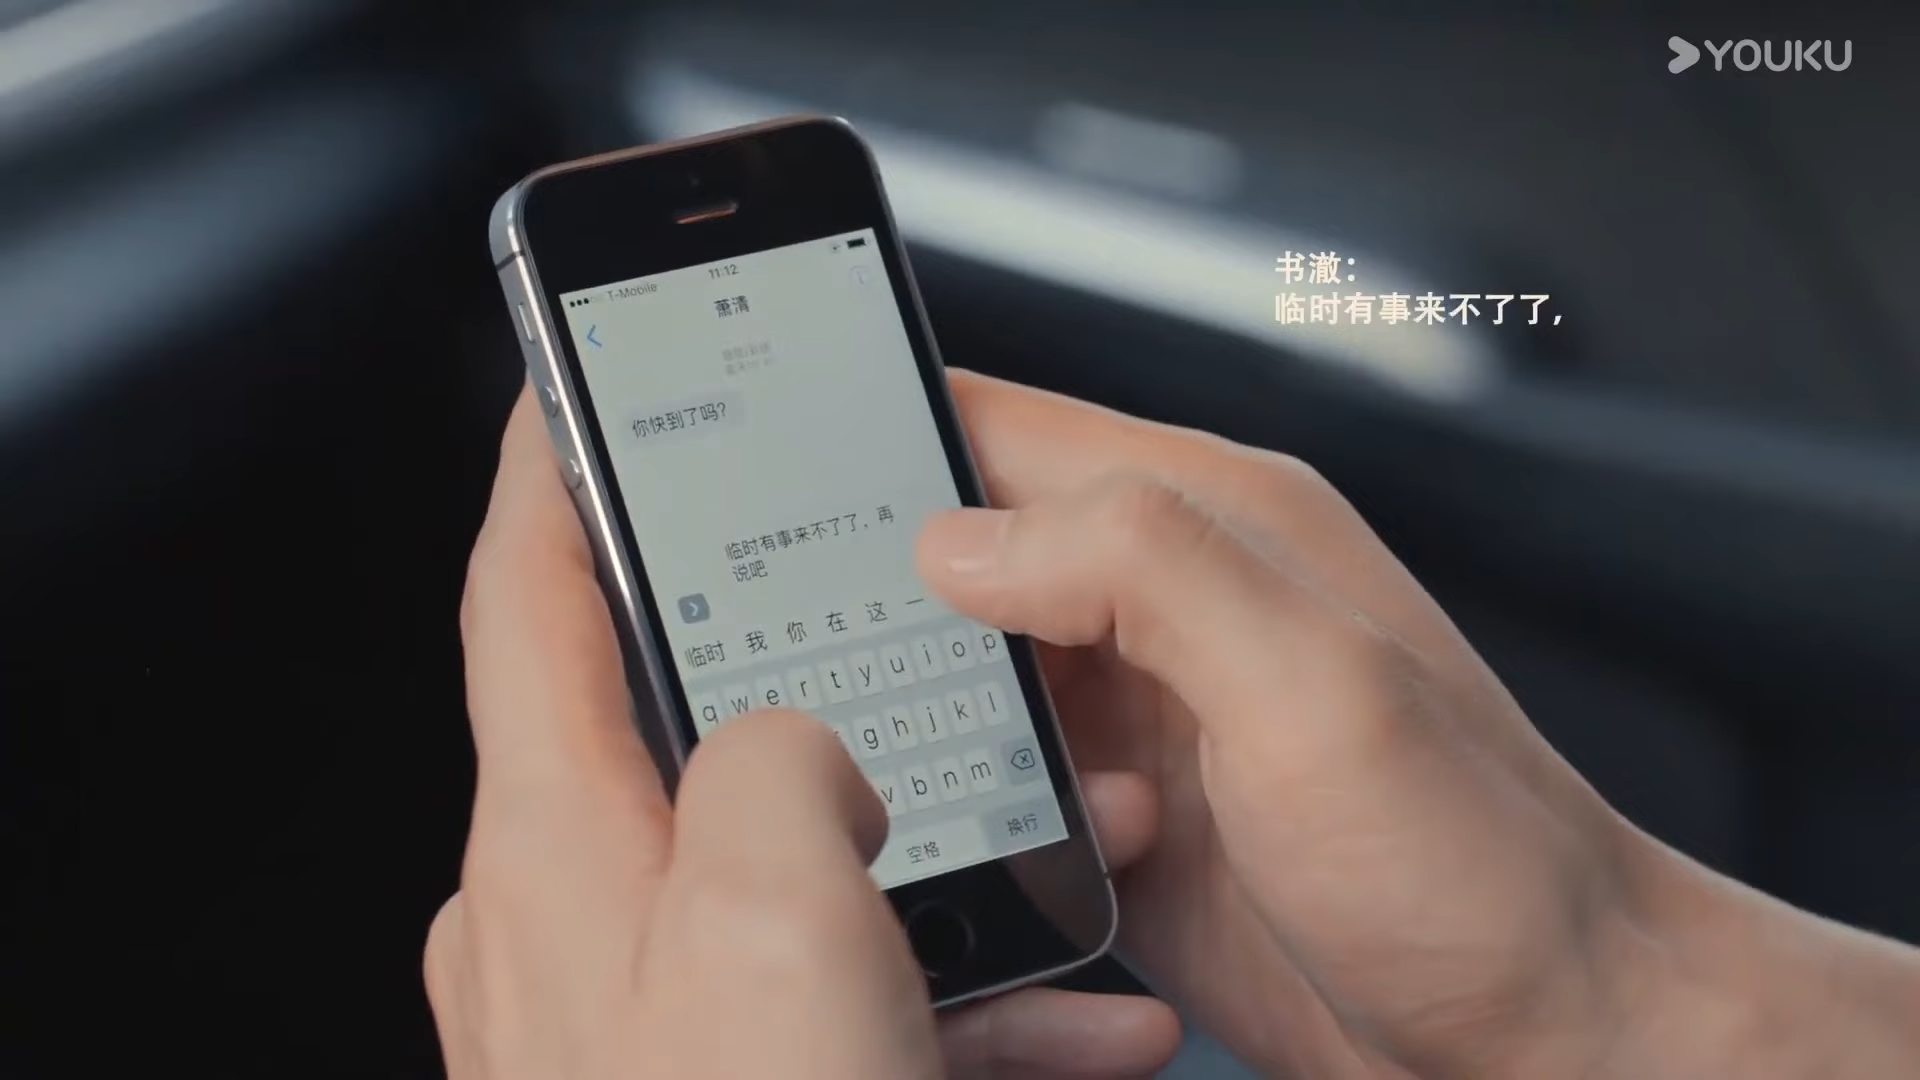 YOUKU
书澈：
临时有事来不了了，
T-Mobile
11:12
萧清
你快到了吗?
临时有事来不了了，再
说吧
临时 我 你 在 这 一
q w e r t y u i o p
g h j k l
v b n m
空格 换行